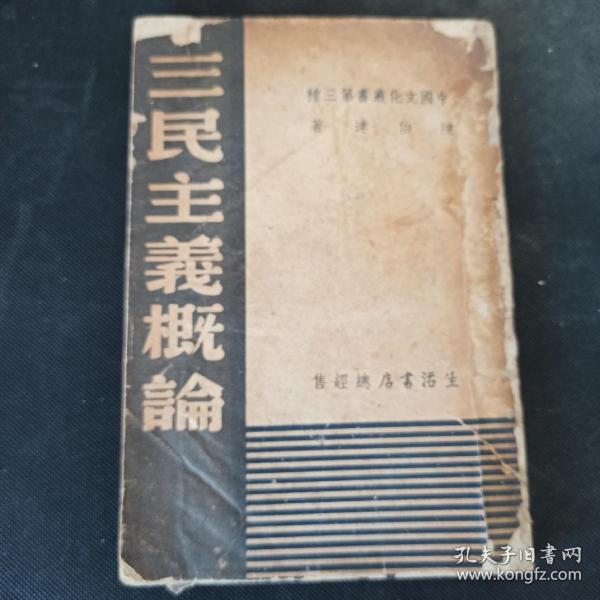 三民主義概論
中國文化叢書第三種
陳伯達著
生活書店總經售
孔夫子旧书网
www.kongfz.com